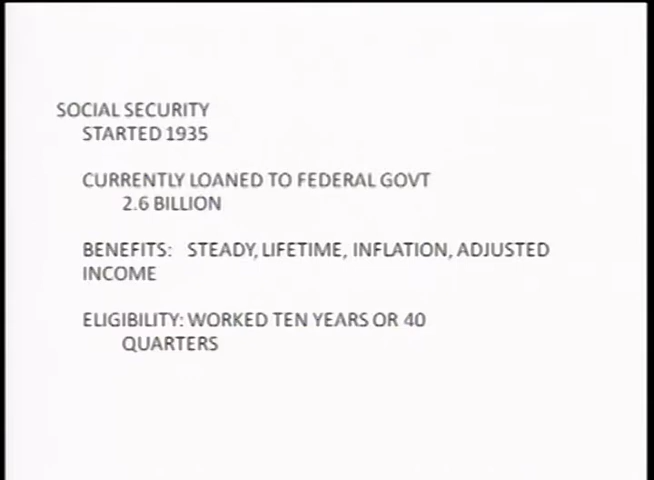 SOCIAL SECURITY
STARTED 1935
CURRENTLY LOANED TO FEDERAL GOVT
2.6 BILLION
BENEFITS: STEADY, LIFETIME, INFLATION, ADJUSTED
INCOME
ELIGIBILITY: WORKED TEN YEARS OR 40
QUARTERS